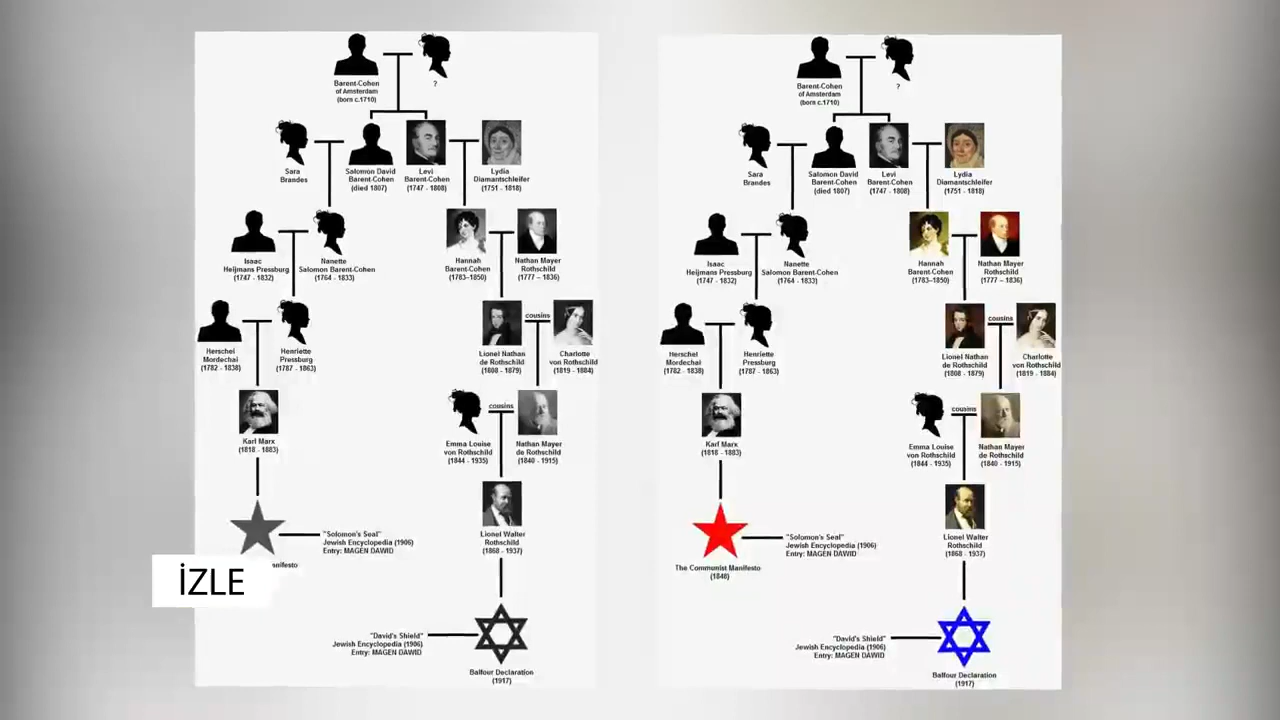 Barent-Cohen
of Amsterdam
(born c.1710)
?
Sara
Brandes
Salomon David
Barent-Cohen
(died 1807)
Levi
Barent-Cohen
(1747 - 1808)
Lydia
Diamantschleifer
(1751 - 1818)
Isaac
Heijmans Pressburg
(1747 - 1832)
Nanette
Salomon Barent-Cohen
(1764 - 1833)
Hannah
Barent-Cohen
(1783–1850)
Nathan Mayer
Rothschild
(1777 – 1836)
Herschel
Mordechai
(1782 - 1838)
Henriette
Pressburg
(1787 - 1863)
Lionel Nathan
de Rothschild
(1808 - 1879)
cousins
Charlotte
von Rothschild
(1819 - 1884)
Karl Marx
(1818 - 1883)
Emma Louise
von Rothschild
(1844 - 1935)
cousins
Nathan Mayer
de Rothschild
(1840 - 1915)
"Solomon's Seal"
Jewish Encyclopedia (1906)
Entry: MAGEN DAWID
Lionel Walter
Rothschild
(1868 - 1937)
anifesto
İZLE
"David's Shield"
Jewish Encyclopedia (1906)
Entry: MAGEN DAWID
Balfour Declaration
(1917)
Barent-Cohen
of Amsterdam
(born c.1710)
?
Sara
Brandes
Salomon David
Barent-Cohen
(died 1807)
Levi
Barent-Cohen
(1747 - 1808)
Lydia
Diamantschleifer
(1751 - 1818)
Isaac
Heijmans Pressburg
(1747 - 1832)
Nanette
Salomon Barent-Cohen
(1764 - 1833)
Hannah
Barent-Cohen
(1783–1850)
Nathan Mayer
Rothschild
(1777 – 1836)
Herschel
Mordechai
(1782 - 1838)
Henriette
Pressburg
(1787 - 1863)
Lionel Nathan
de Rothschild
(1808 - 1879)
cousins
Charlotte
von Rothschild
(1819 - 1884)
Karl Marx
(1818 - 1883)
Emma Louise
von Rothschild
(1844 - 1935)
cousins
Nathan Mayer
de Rothschild
(1840 - 1915)
"Solomon's Seal"
Jewish Encyclopedia (1906)
Entry: MAGEN DAWID
Lionel Walter
Rothschild
(1868 - 1937)
The Communist Manifesto
(1848)
"David's Shield"
Jewish Encyclopedia (1906)
Entry: MAGEN DAWID
Balfour Declaration
(1917)